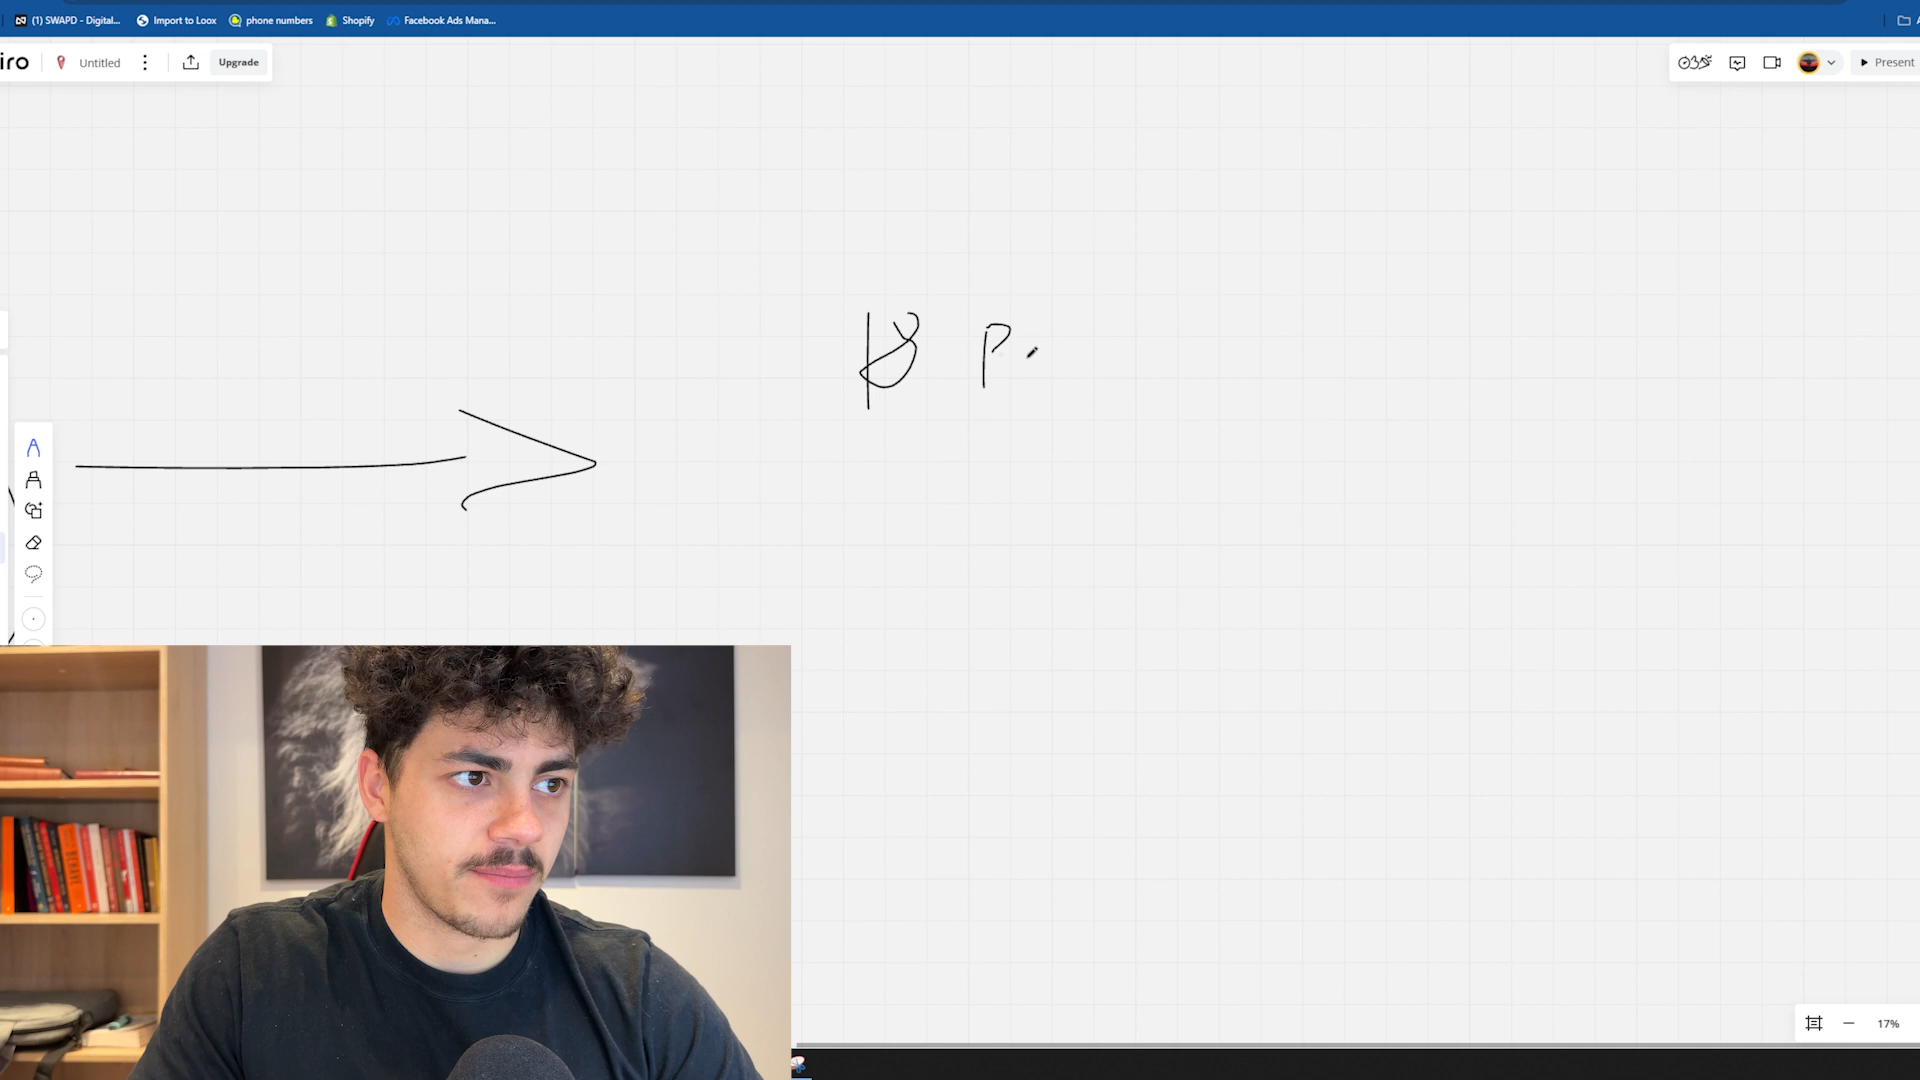 (1) SWAPD - Digital... Import to Loox phone numbers Shopify Facebook Ads Mana...
iro Untitled Upgrade Present
P
17%